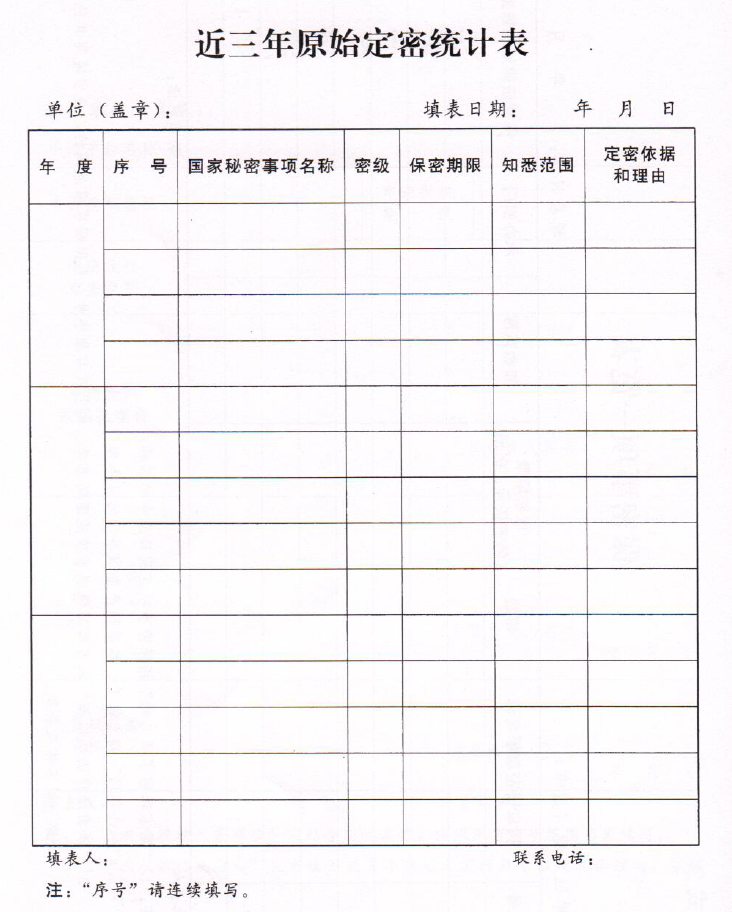 近三年原始定密统计表
单位（盖章）： 填表日期： 年 月 日
年 度 序 号 国家秘密事项名称 密级 保密期限 知悉范围 定密依据
和理由
填表人： 联系电话：
注：“序号”请连续填写。